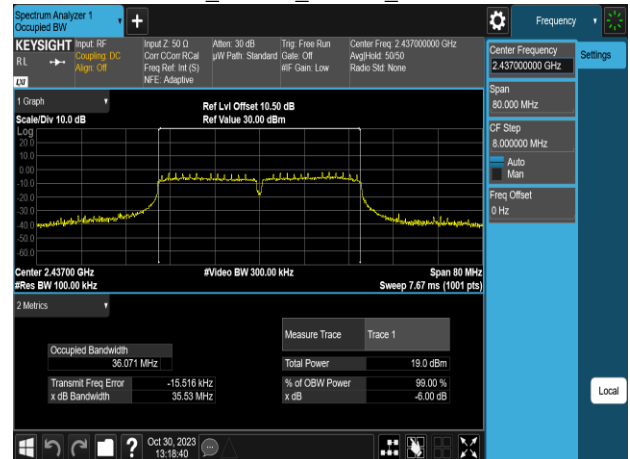 Spectrum Analyzer 1
Occupied BW
Frequency
KEYSIGHT
RL
LXI
Input: RF
Coupling: DC
Align: Off
Input Z: 50 Ω
Corr CCorr RCal
Freq Ref: Int (S)
NFE: Adaptive
Atten: 30 dB
µW Path: Standard
Trig: Free Run
Gate: Off
#IF Gain: Low
Center Freq: 2.437000000 GHz
Avg|Hold: 50/50
Radio Std: None
Center Frequency
2.437000000 GHz
Settings
Span
80.000 MHz
CF Step
8.000000 MHz
Auto
Man
Freq Offset
0 Hz
1 Graph
Scale/Div 10.0 dB
Ref Lvl Offset 10.50 dB
Ref Value 30.00 dBm
Log
20.0
10.0
0.00
-10.0
-20.0
-30.0
-40.0
-50.0
-60.0
Center 2.43700 GHz
#Video BW 300.00 kHz
Span 80 MHz
#Res BW 100.00 kHz
Sweep 7.67 ms (1001 pts)
2 Metrics
Measure Trace Trace 1
Occupied Bandwidth
36.071 MHz
Total Power 19.0 dBm
Transmit Freq Error -15.516 kHz
% of OBW Power 99.00 %
x dB Bandwidth 35.53 MHz
x dB -6.00 dB
Local
Oct 30, 2023
13:18:40